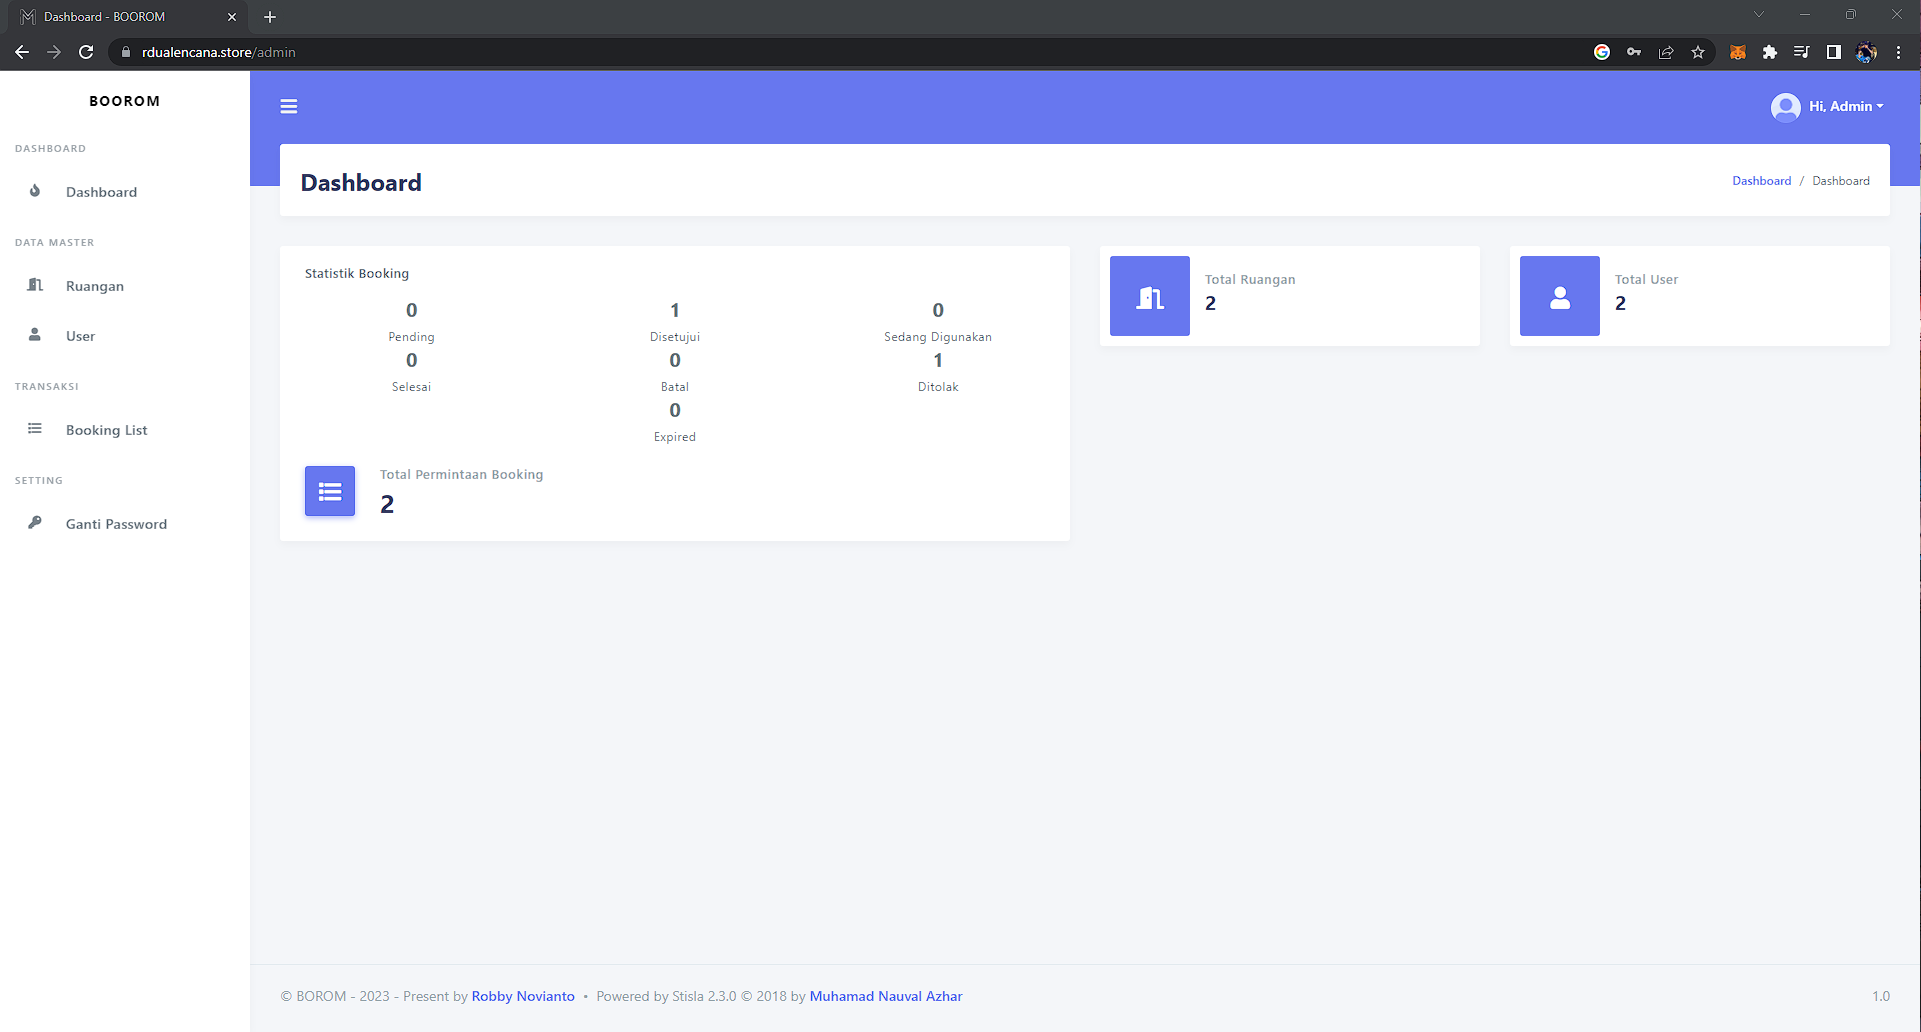 Dashboard - BOOROM
rdualencana.store/admin
BOOROM
DASHBOARD
Dashboard
DATA MASTER
Ruangan
User
TRANSAKSI
Booking List
SETTING
Ganti Password
Hi, Admin
Dashboard
Dashboard / Dashboard
Statistik Booking
0 1 0
Pending Disetujui Sedang Digunakan
0 0 1
Selesai Batal Ditolak
0
Expired
Total Permintaan Booking
2
Total Ruangan
2
Total User
2
© BOROM - 2023 - Present by Robby Novianto • Powered by Stisla 2.3.0 © 2018 by Muhamad Nauval Azhar
1.0